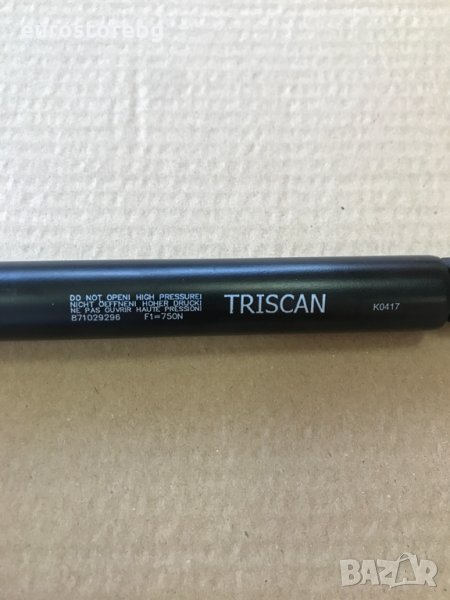 eurostorebg
DO NOT OPEN! HIGH PRESSURE!
NICHT OEFFNEN! HOHER DRUCK!
NE PAS OUVRIR HAUTE PRESSION!
871029296 F1=750N
TRISCAN
K0417
BAZAR